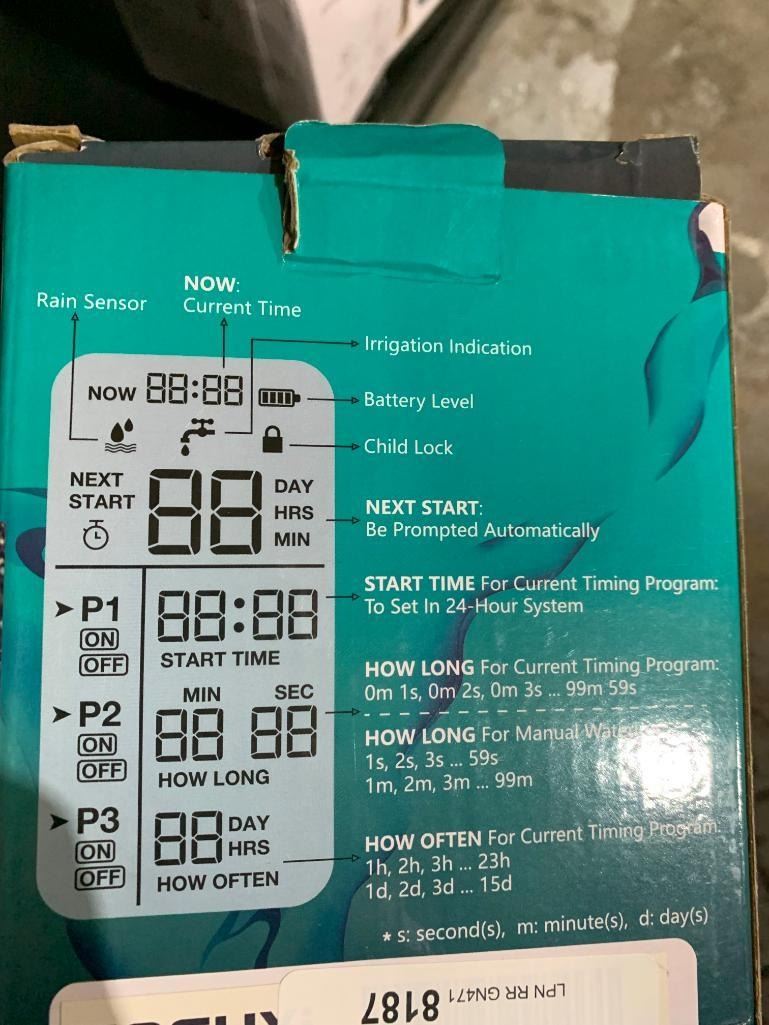 NOW:
Rain Sensor
Current Time
Irrigation Indication
NOW 88:88
Battery Level
Child Lock
NEXT
START
88
DAY
HRS
MIN
NEXT START:
Be Prompted Automatically
P1
ON
OFF
88:88
START TIME
START TIME For Current Timing Program:
To Set In 24-Hour System
P2
ON
OFF
MIN SEC
88 88
HOW LONG
HOW LONG For Current Timing Program:
0m 1s, 0m 2s, 0m 3s ... 99m 59s
HOW LONG For Manual
1s, 2s, 3s ... 59s
1m, 2m, 3m ... 99m
P3
ON
OFF
88 DAY
HRS
HOW OFTEN
HOW OFTEN For Current Timing Program:
1h, 2h, 3h ... 23h
1d, 2d, 3d ... 15d
* s: second(s), m: minute(s), d: day(s)
LPN RR GN471 8187